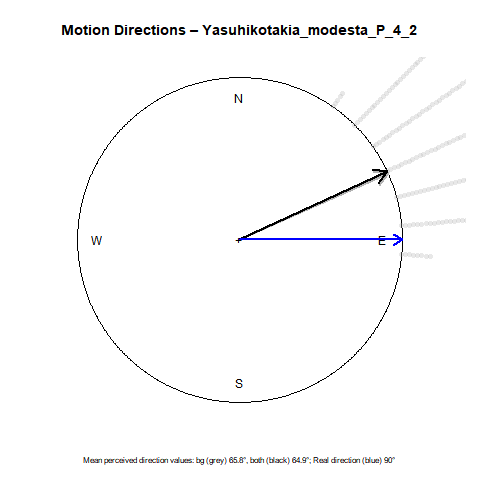 Motion Directions – Yasuhikotakia_modesta_P_4_2
N
W
E
S
Mean perceived direction values: bg (grey) 65.8°, both (black) 64.9°; Real direction (blue) 90°